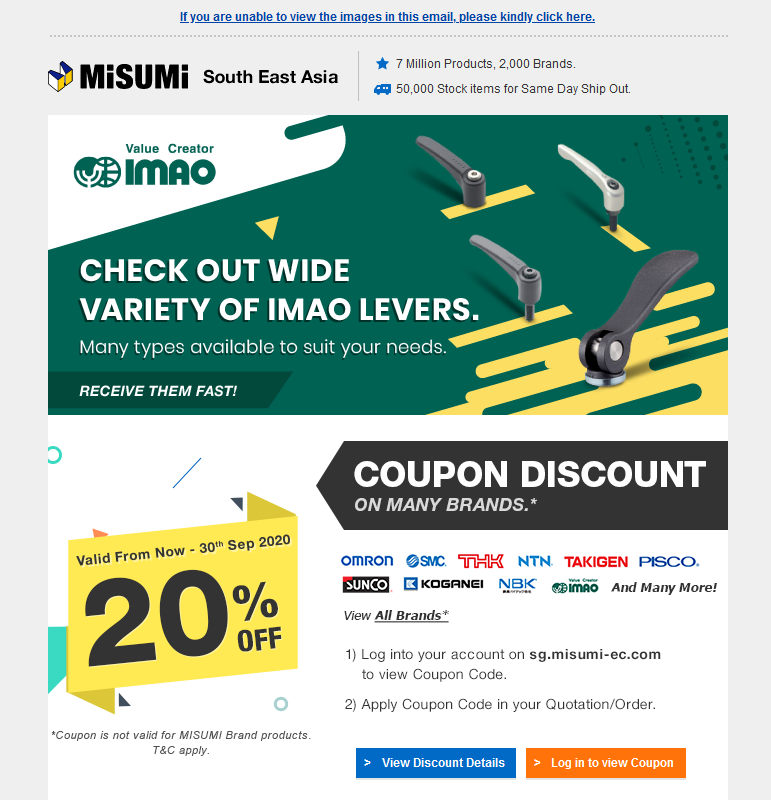 If you are unable to view the images in this email, please kindly click here.
MiSUMi South East Asia
7 Million Products, 2,000 Brands.
50,000 Stock items for Same Day Ship Out.
Value Creator
IMAO
CHECK OUT WIDE
VARIETY OF IMAO LEVERS.
Many types available to suit your needs.
RECEIVE THEM FAST!
Valid From Now - 30th Sep 2020
20% OFF
*Coupon is not valid for MISUMI Brand products.
T&C apply.
COUPON DISCOUNT
ON MANY BRANDS.*
OMRON SMC THK NTN TAKIGEN PISCO
SUNCO KOGANEI NBK Value Creator IMAO And Many More!
View All Brands*
1) Log into your account on sg.misumi-ec.com
to view Coupon Code.
2) Apply Coupon Code in your Quotation/Order.
> View Discount Details
> Log in to view Coupon